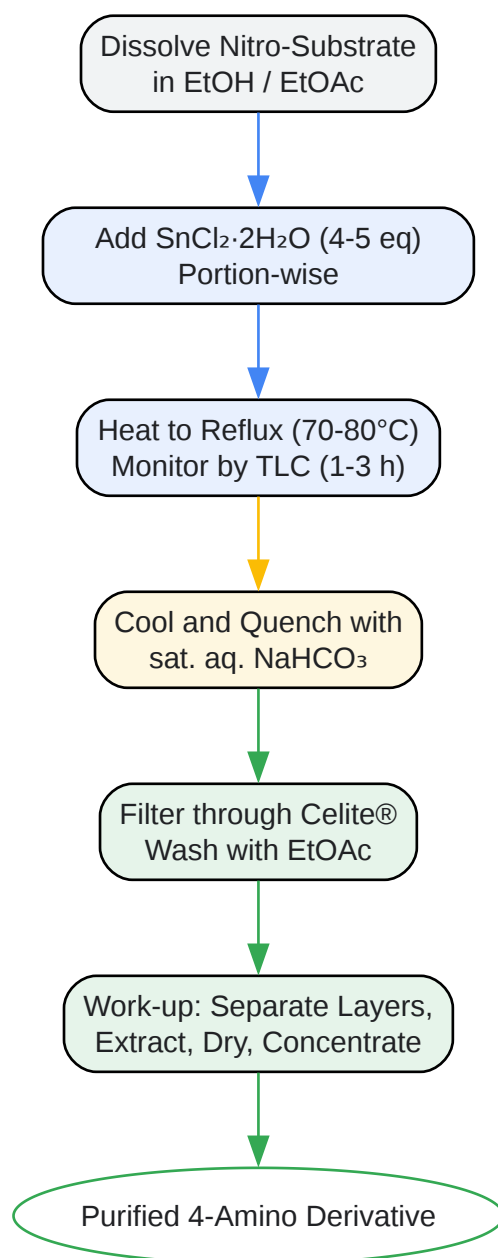 Dissolve Nitro-Substrate
in EtOH / EtOAc
Add SnCl₂·2H₂O (4-5 eq)
Portion-wise
Heat to Reflux (70-80°C)
Monitor by TLC (1-3 h)
Cool and Quench with
sat. aq. NaHCO₃
Filter through Celite®
Wash with EtOAc
Work-up: Separate Layers,
Extract, Dry, Concentrate
Purified 4-Amino Derivative